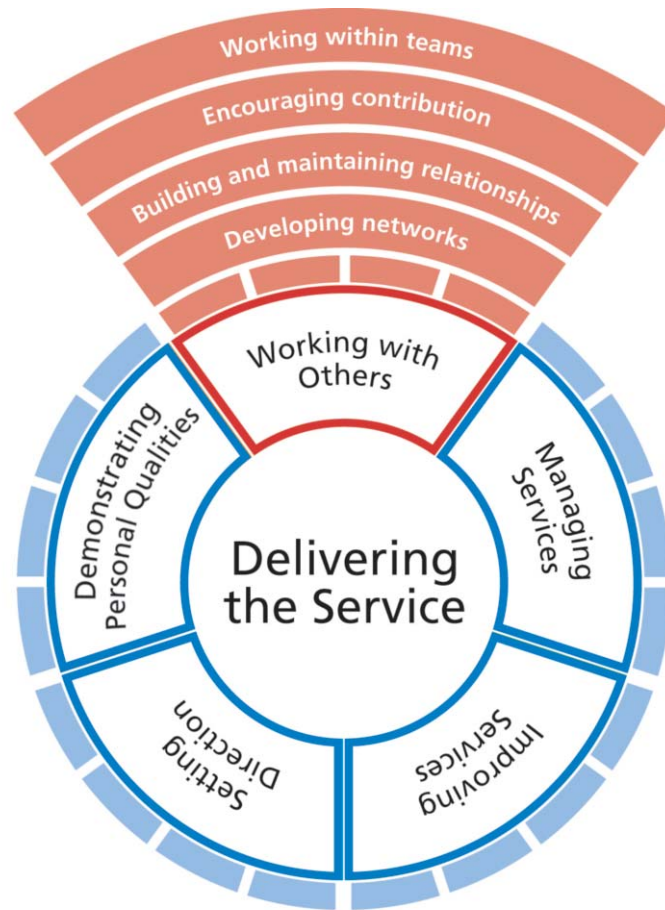 Working within teams
Encouraging contribution
Building and maintaining relationships
Developing networks
Working with
Others
Demonstrating
Personal Qualities
Managing
Services
Delivering
the Service
Setting
Direction
Improving
Services